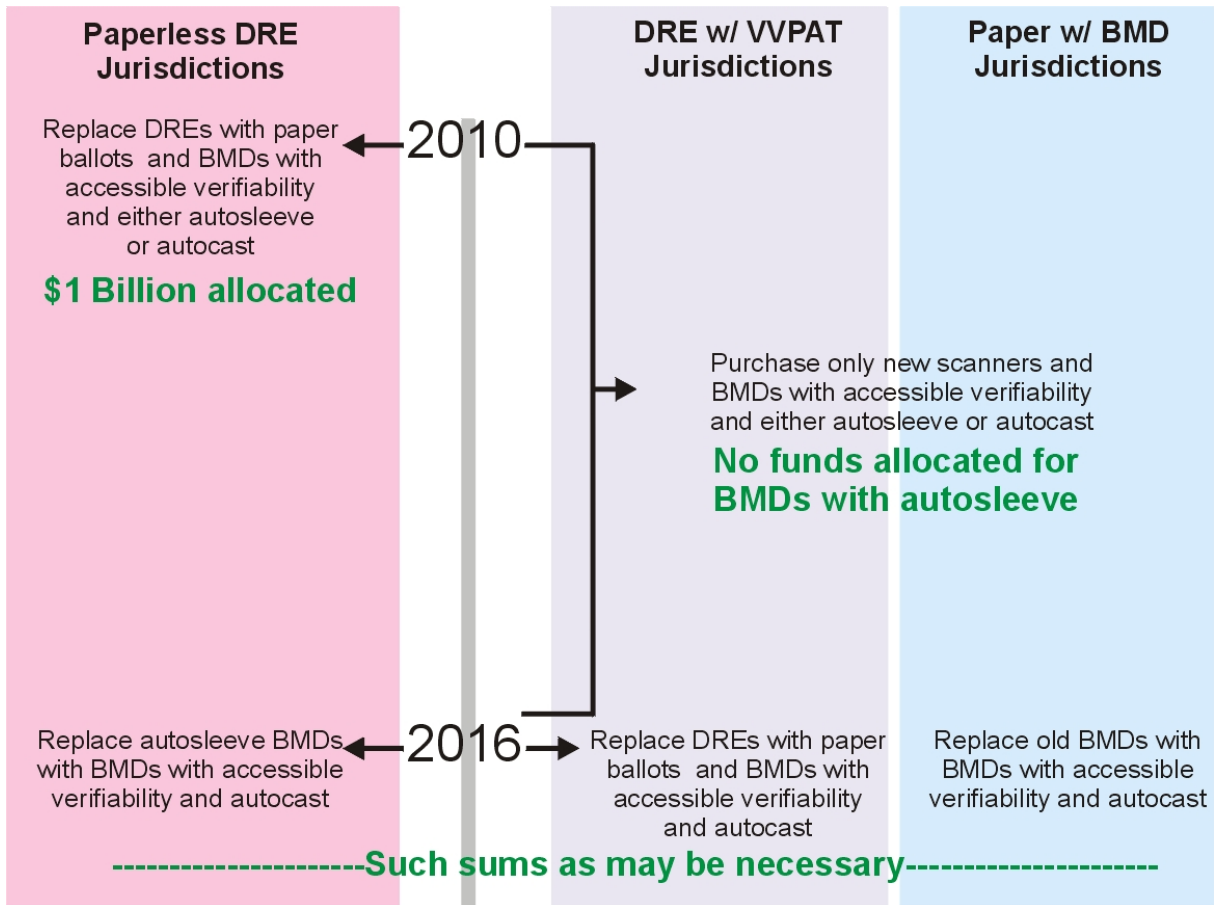 Paperless DRE
Jurisdictions
DRE w/ VVPAT
Jurisdictions
Paper w/ BMD
Jurisdictions
2010
Replace DREs with paper
ballots and BMDs with
accessible verifiability
and either autosleeve
or autocast
$1 Billion allocated
Purchase only new scanners and
BMDs with accessible verifiability
and either autosleeve or autocast
No funds allocated for
BMDs with autosleeve
2016
Replace autosleeve BMDs
with BMDs with accessible
verifiability and autocast
Replace DREs with paper
ballots and BMDs with
accessible verifiability
and autocast
Replace old BMDs with
BMDs with accessible
verifiability and autocast
--------------------Such sums as may be necessary--------------------